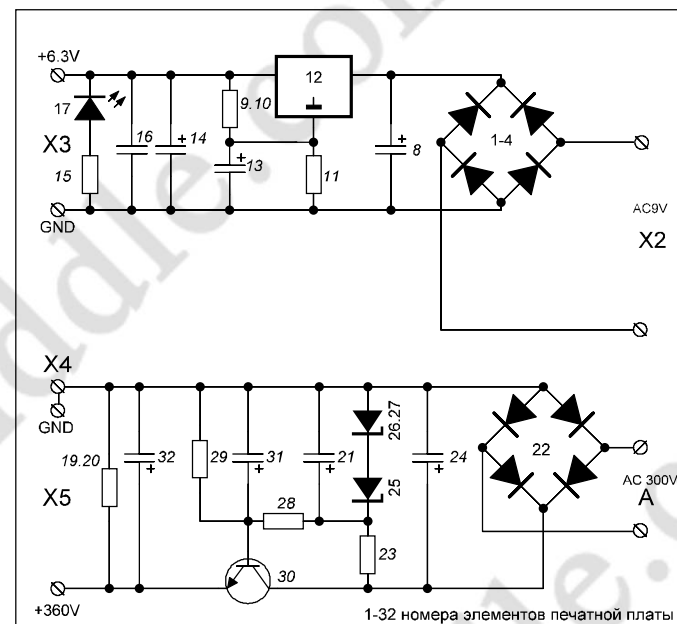 +6.3V
12
17
9.10
X3
16
14
8
1-4
15
13
11
GND
AC9V
X2
X4
GND
26.27
19.20
32
29
31
21
25
24
22
AC 300V
X5
28
A
23
30
+360V
1-32 номера элементов печатной платы